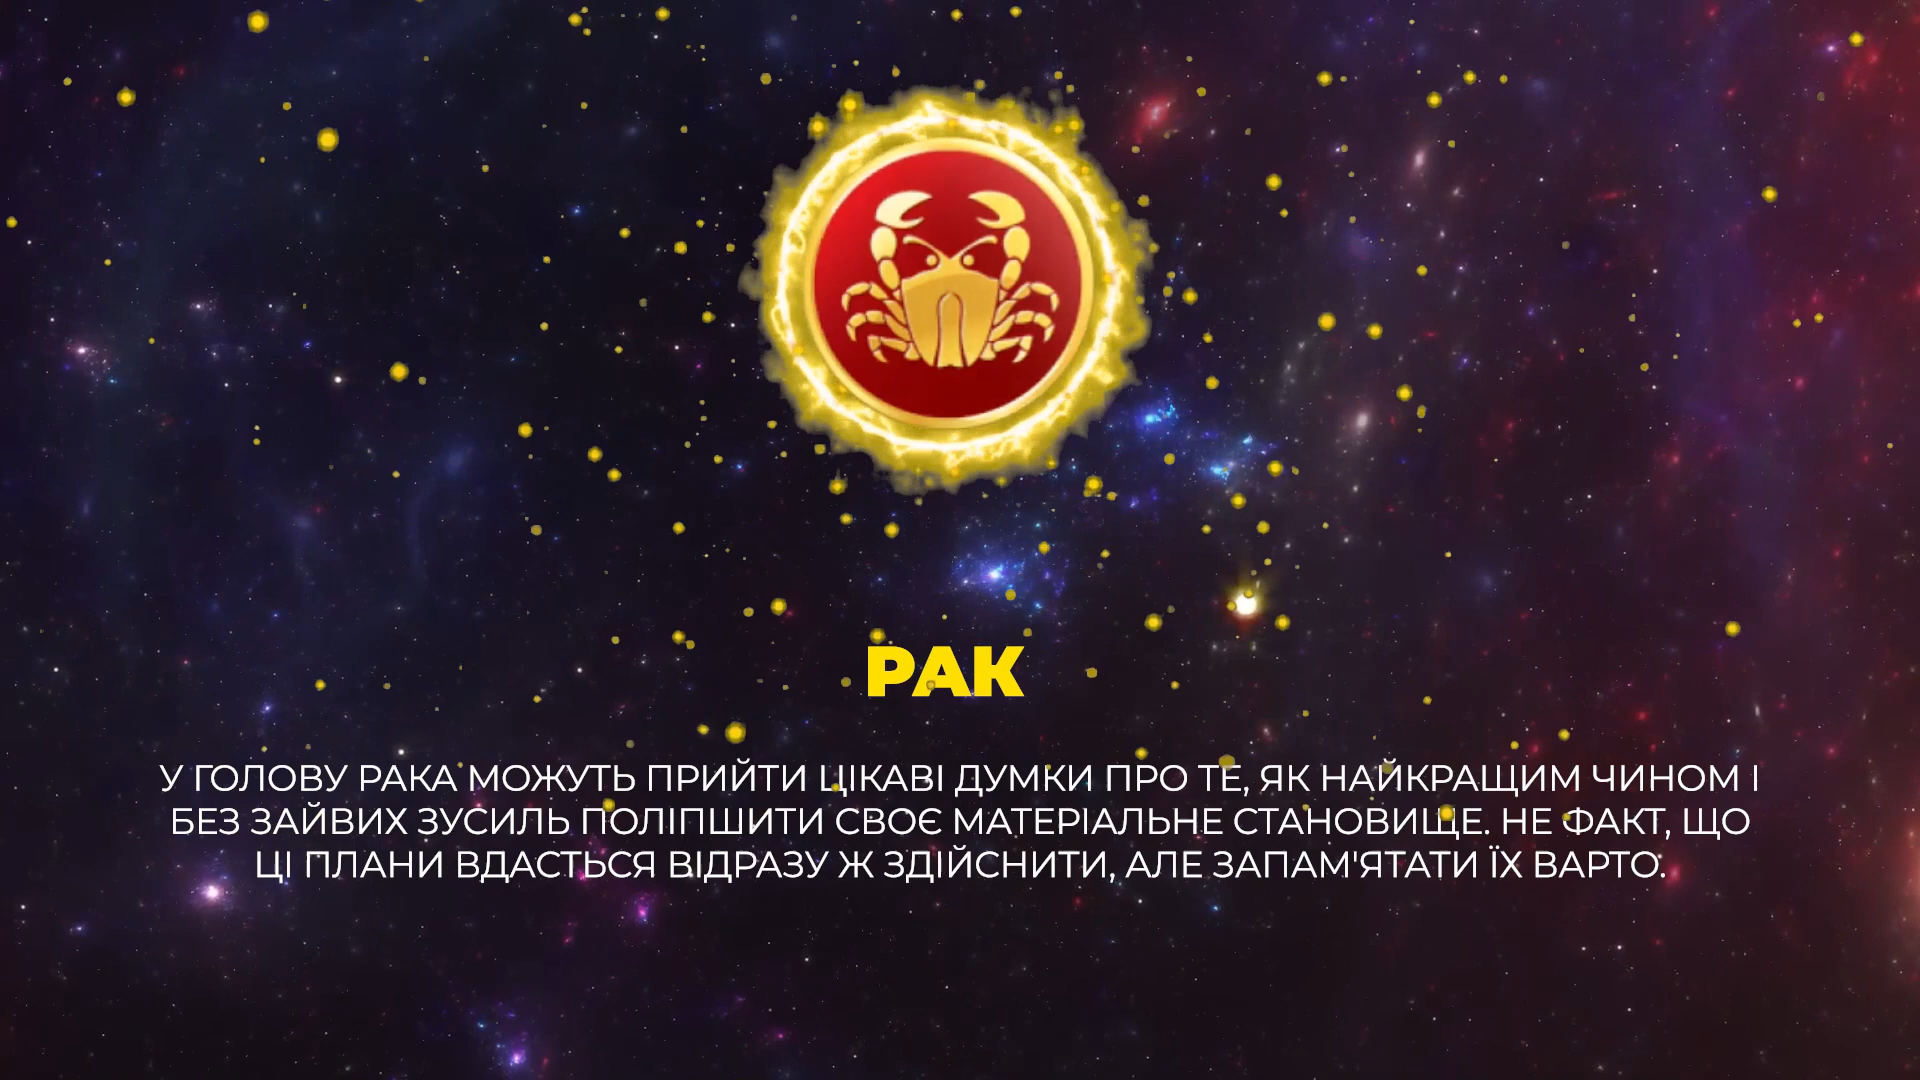 РАК
У ГОЛОВУ РАКА МОЖУТЬ ПРИЙТИ ЦІКАВІ ДУМКИ ПРО ТЕ, ЯК НАЙКРАЩИМ ЧИНОМ І
БЕЗ ЗАЙВИХ ЗУСИЛЬ ПОЛІПШИТИ СВОЄ МАТЕРІАЛЬНЕ СТАНОВИЩЕ. НЕ ФАКТ, ЩО
ЦІ ПЛАНИ ВДАСТЬСЯ ВІДРАЗУ Ж ЗДІЙСНИТИ, АЛЕ ЗАПАМ'ЯТАТИ ЇХ ВАРТО.